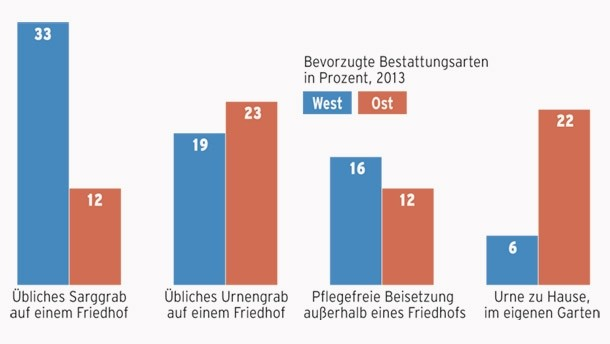 33
12
19
23
Bevorzugte Bestattungsarten
in Prozent, 2013
West Ost
16
12
6
22
Übliches Sarggrab
auf einem Friedhof
Übliches Urnengrab
auf einem Friedhof
Pflegefreie Beisetzung
außerhalb eines Friedhofs
Urne zu Hause,
im eigenen Garten